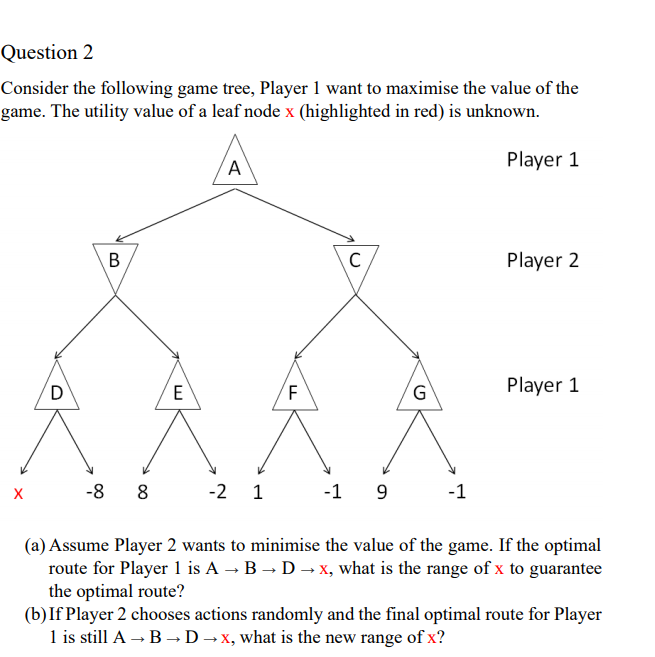 Question 2
Consider the following game tree, Player 1 want to maximise the value of the
game. The utility value of a leaf node x (highlighted in red) is unknown.
A
Player 1
B
C
Player 2
D
E
F
G
Player 1
x -8 8 -2 1 -1 9 -1
(a) Assume Player 2 wants to minimise the value of the game. If the optimal
route for Player 1 is A → B → D → x, what is the range of x to guarantee
the optimal route?
(b) If Player 2 chooses actions randomly and the final optimal route for Player
1 is still A → B → D → x, what is the new range of x?